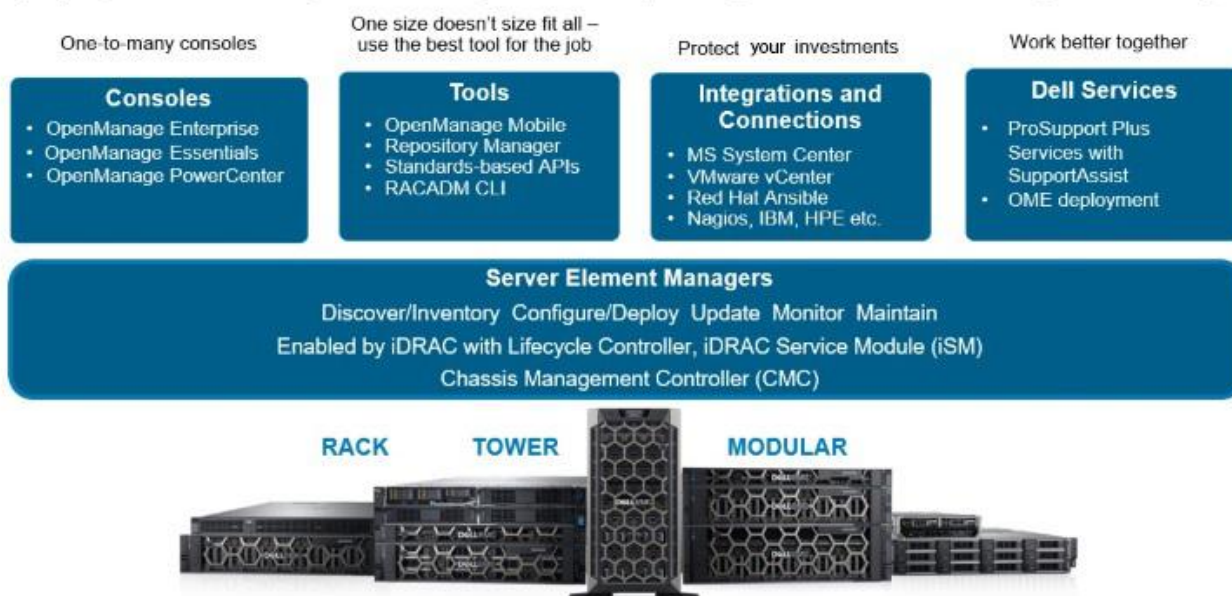 One-to-many consoles
One size doesn't size fit all –
use the best tool for the job
Protect your investments
Work better together
Consoles
• OpenManage Enterprise
• OpenManage Essentials
• OpenManage PowerCenter
Tools
• OpenManage Mobile
• Repository Manager
• Standards-based APIs
• RACADM CLI
Integrations and
Connections
• MS System Center
• VMware vCenter
• Red Hat Ansible
• Nagios, IBM, HPE etc.
Dell Services
• ProSupport Plus
Services with
SupportAssist
• OME deployment
Server Element Managers
Discover/Inventory Configure/Deploy Update Monitor Maintain
Enabled by iDRAC with Lifecycle Controller, iDRAC Service Module (iSM)
Chassis Management Controller (CMC)
RACK
TOWER
MODULAR